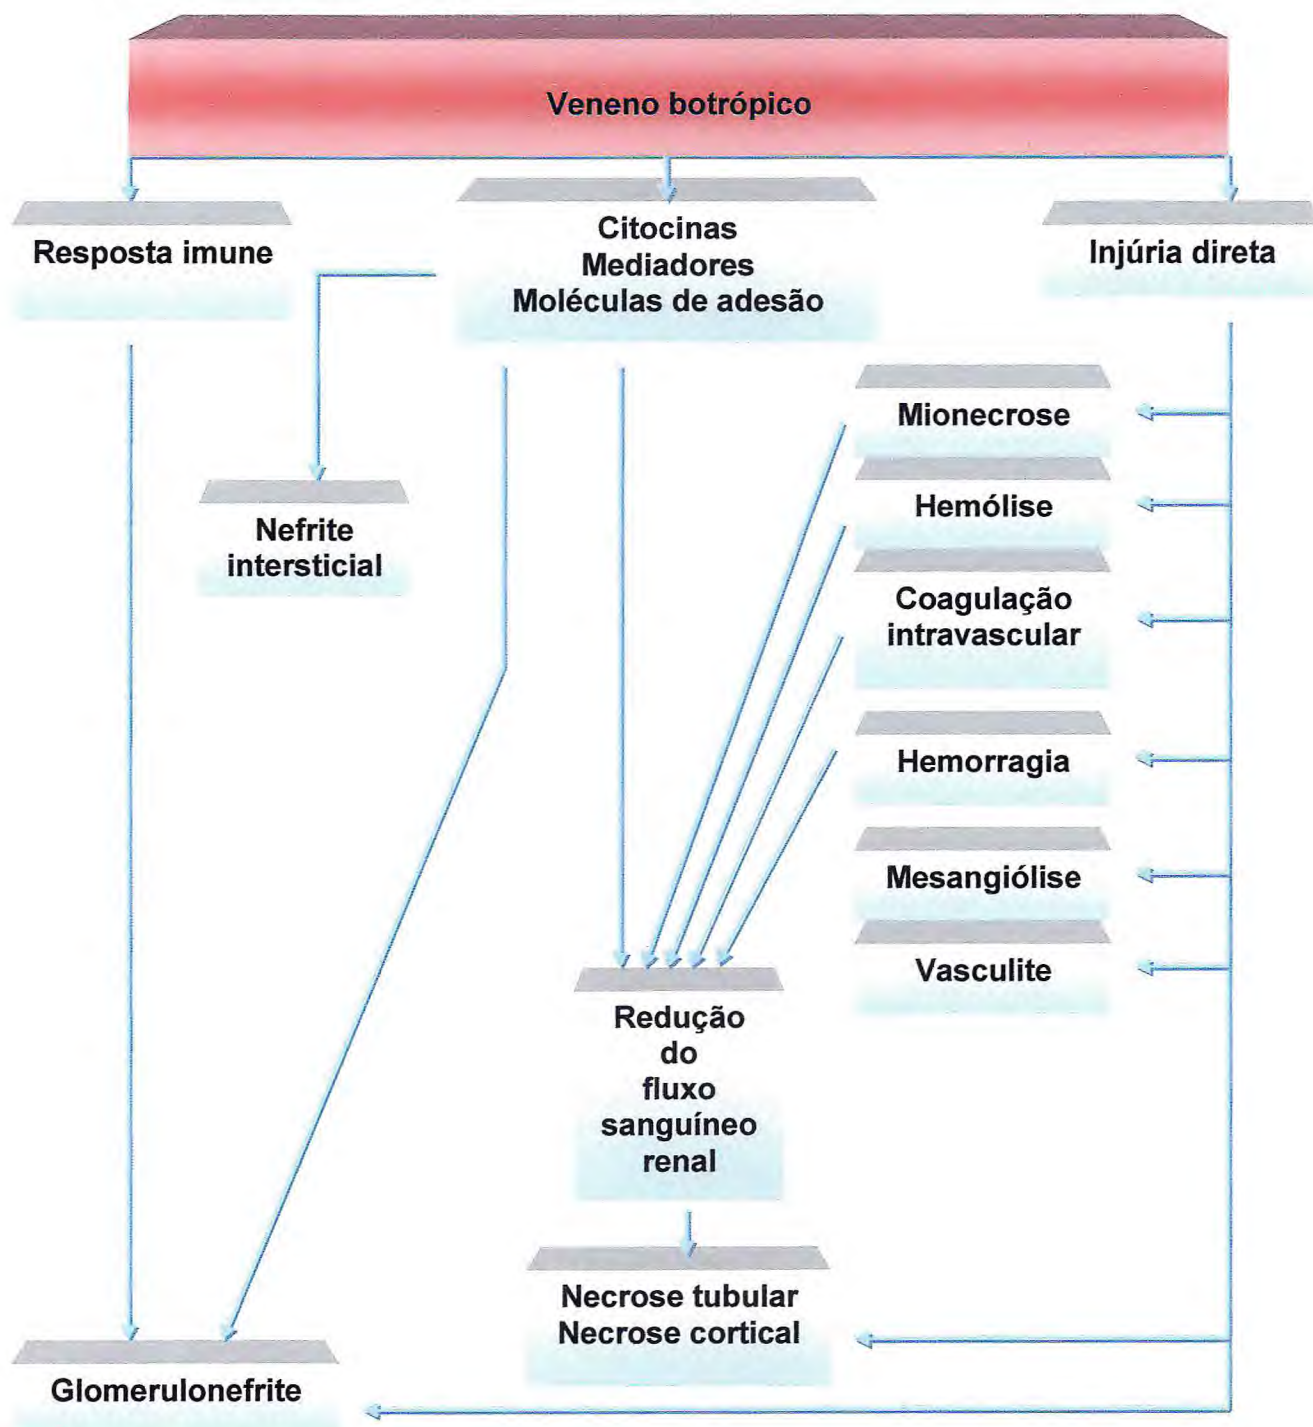 Veneno botrópico
Resposta imune
Citocinas
Mediadores
Moléculas de adesão
Injúria direta
Mionecrose
Hemólise
Nefrite
intersticial
Coagulação
intravascular
Hemorragia
Mesangiólise
Vasculite
Redução
do
fluxo
sanguíneo
renal
Necrose tubular
Necrose cortical
Glomerulonefrite